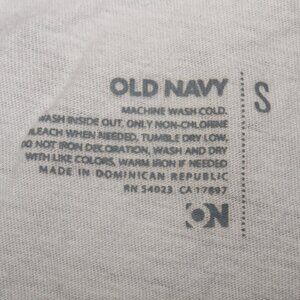 OLD NAVY
S
MACHINE WASH COLD.
WASH INSIDE OUT. ONLY NON-CHLORINE
BLEACH WHEN NEEDED, TUMBLE DRY LOW,
DO NOT IRON DECORATION, WASH AND DRY
WITH LIKE COLORS, WARM IRON IF NEEDED
MADE IN DOMINICAN REPUBLIC
RN 54023 CA 17897
ON